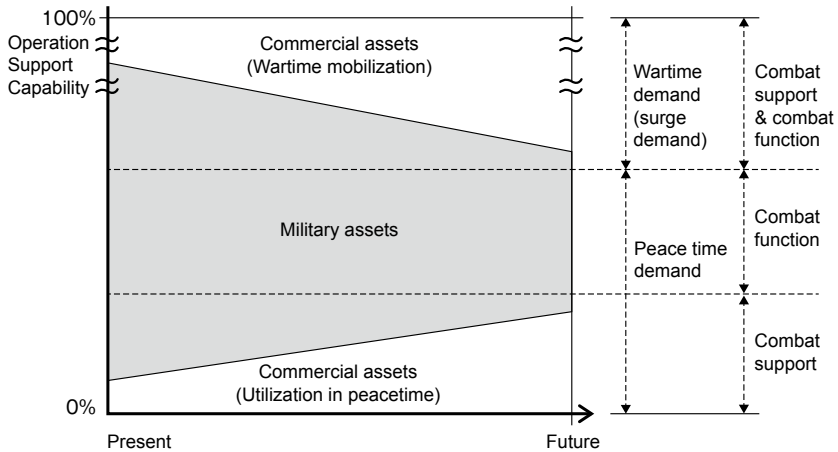 100%
Operation
Support
Capability
Commercial assets
(Wartime mobilization)
Military assets
Commercial assets
(Utilization in peacetime)
0%
Present
Future
Wartime
demand
(surge
demand)
Peace time
demand
Combat
support
& combat
function
Combat
function
Combat
support